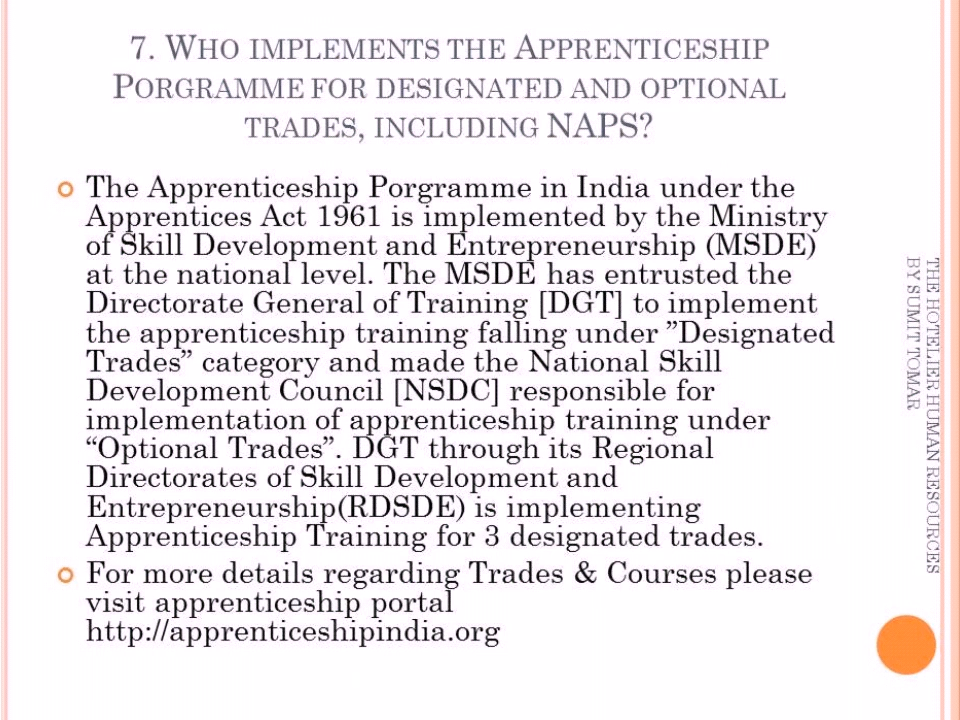 7. WHO IMPLEMENTS THE APPRENTICESHIP
PORGRAMME FOR DESIGNATED AND OPTIONAL
TRADES, INCLUDING NAPS?
The Apprenticeship Porgramme in India under the
Apprentices Act 1961 is implemented by the Ministry
of Skill Development and Entrepreneurship (MSDE)
at the national level. The MSDE has entrusted the
Directorate General of Training [DGT] to implement
the apprenticeship training falling under ”Designated
Trades” category and made the National Skill
Development Council [NSDC] responsible for
implementation of apprenticeship training under
“Optional Trades”. DGT through its Regional
Directorates of Skill Development and
Entrepreneurship(RDSDE) is implementing
Apprenticeship Training for 3 designated trades.
For more details regarding Trades & Courses please
visit apprenticeship portal
http://apprenticeshipindia.org
THE HOTELIER HUMAN RESOURCES
BY SUMIT TOMAR